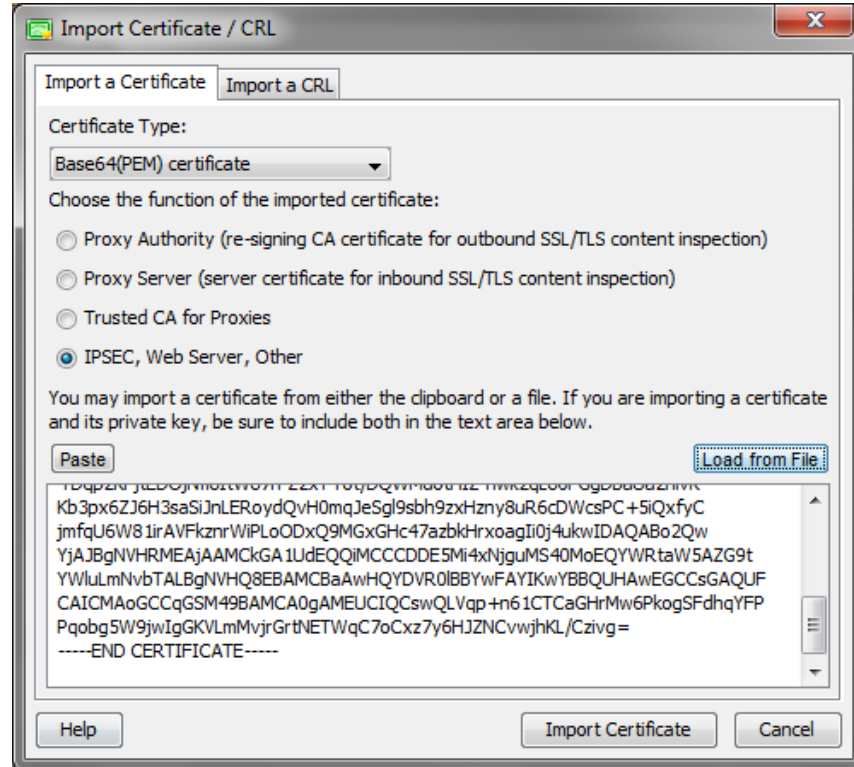 Import Certificate / CRL
Import a Certificate
Import a CRL
Certificate Type:
Base64(PEM) certificate
Choose the function of the imported certificate:
Proxy Authority (re-signing CA certificate for outbound SSL/TLS content inspection)
Proxy Server (server certificate for inbound SSL/TLS content inspection)
Trusted CA for Proxies
IPSEC, Web Server, Other
You may import a certificate from either the clipboard or a file. If you are importing a certificate
and its private key, be sure to include both in the text area below.
Paste
Load from File
Kb3px6ZJ6H3saSiJnLERoydQvH0mqJeSgl9sbh9zxHzny8uR6cDWcsPC+5iQxfyC
jmfqU6W81irAVFkznrWiPLoODxQ9MGxGHc47azbkHrxoagIi0j4ukwIDAQABo2Qw
YjAJBgNVHRMEAjAAMCkGA1UdEQQiMCCCDDE5Mi4xNjguMS40MoEQYWRtaW5AZG9t
YWluLmNvbTALBgNVHQ8EBAMCBaAwHQYDVR0lBBYwFAYIKwYBBQUHAwEGCCsGAQUF
CAICMAoGCCqGSM49BAMCA0gAMEUCIQCswQLVqp+n61CTCaGHrMw6PkogSFdhqYFP
Pqobg5W9jwIgGKVLmMvjrGrtNETWqC7oCxz7y6HJZNCvwjhKL/Czivg=
-----END CERTIFICATE-----
Help
Import Certificate
Cancel